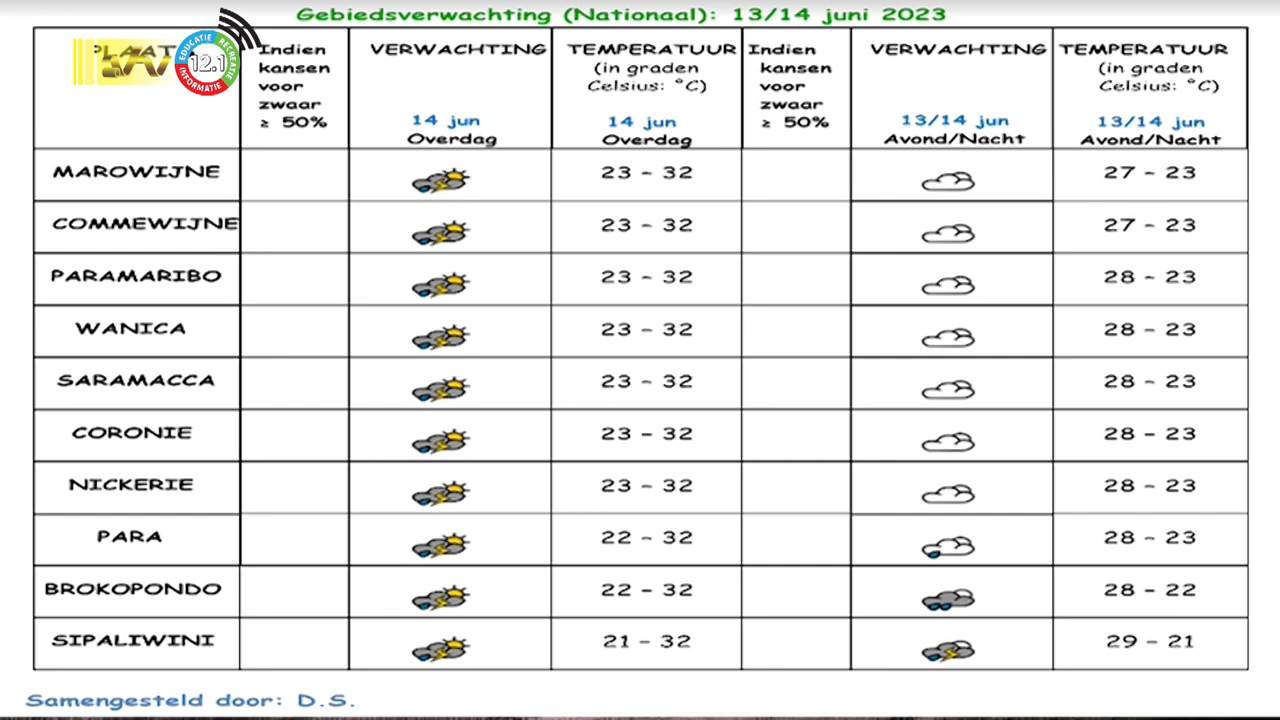 Gebiedsverwachting (Nationaal): 13/14 juni 2023
Indien kansen voor zwaar ≥ 50%
VERWACHTING 14 jun Overdag
TEMPERATUUR (in graden Celsius: °C) 14 jun Overdag
Indien kansen voor zwaar ≥ 50%
VERWACHTING 13/14 jun Avond/Nacht
TEMPERATUUR (in graden Celsius: °C) 13/14 jun Avond/Nacht
EDUCATIE RECREATIE INFORMATIE 12.1
MAROWIJNE 23 - 32 27 - 23
COMMEWIJNE 23 - 32 27 - 23
PARAMARIBO 23 - 32 28 - 23
WANICA 23 - 32 28 - 23
SARAMACCA 23 - 32 28 - 23
CORONIE 23 - 32 28 - 23
NICKERIE 23 - 32 28 - 23
PARA 22 - 32 28 - 23
BROKOPONDO 22 - 32 28 - 22
SIPALIWINI 21 - 32 29 - 21
Samengesteld door: D.S.